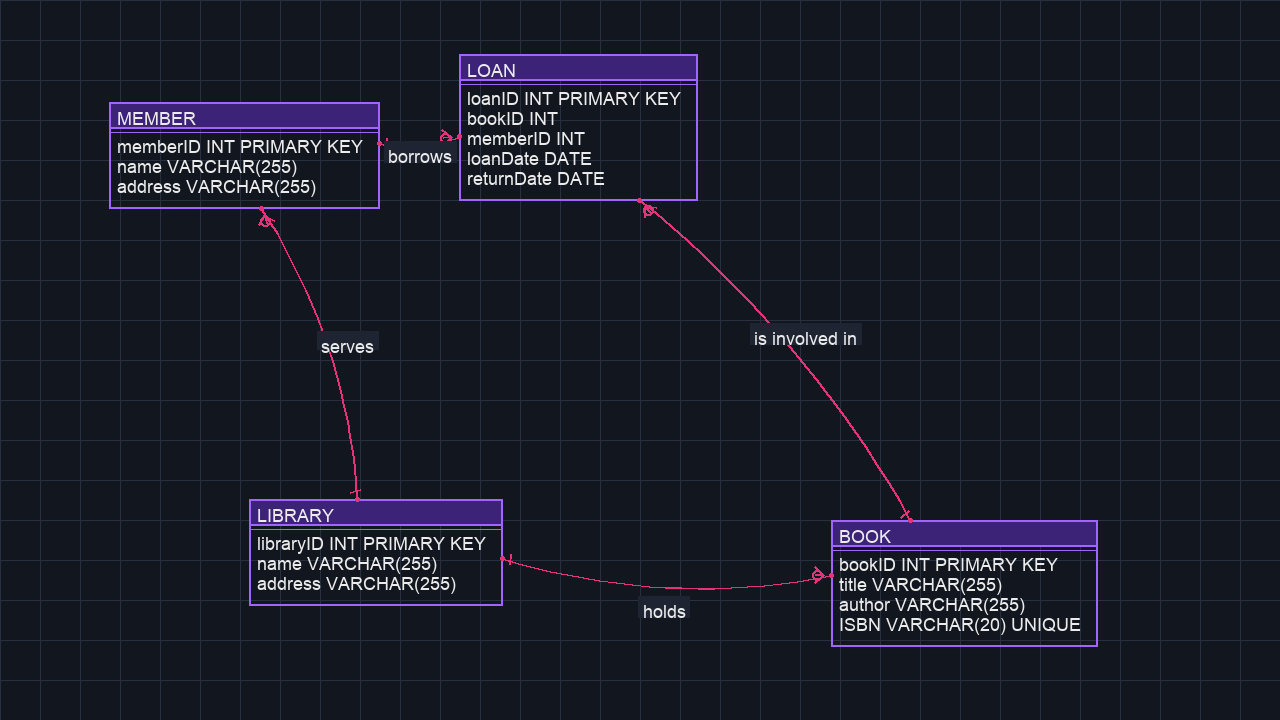 LOAN
loanID INT PRIMARY KEY
bookID INT
memberID INT
loanDate DATE
returnDate DATE
MEMBER
memberID INT PRIMARY KEY
name VARCHAR(255)
address VARCHAR(255)
borrows
serves
is involved in
LIBRARY
libraryID INT PRIMARY KEY
name VARCHAR(255)
address VARCHAR(255)
BOOK
bookID INT PRIMARY KEY
title VARCHAR(255)
author VARCHAR(255)
ISBN VARCHAR(20) UNIQUE
holds